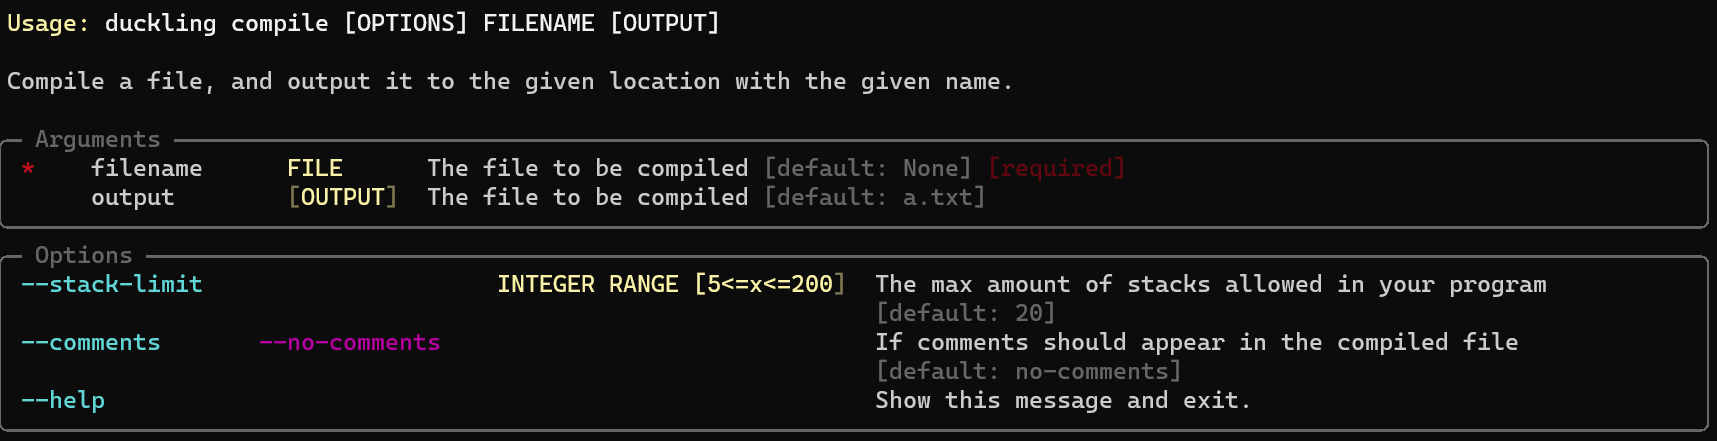 Usage: duckling compile [OPTIONS] FILENAME [OUTPUT]
Compile a file, and output it to the given location with the given name.
Arguments
* filename FILE The file to be compiled [default: None] [required]
output [OUTPUT] The file to be compiled [default: a.txt]
Options
--stack-limit INTEGER RANGE [5<=x<=200] The max amount of stacks allowed in your program
[default: 20]
--comments --no-comments If comments should appear in the compiled file
[default: no-comments]
--help Show this message and exit.